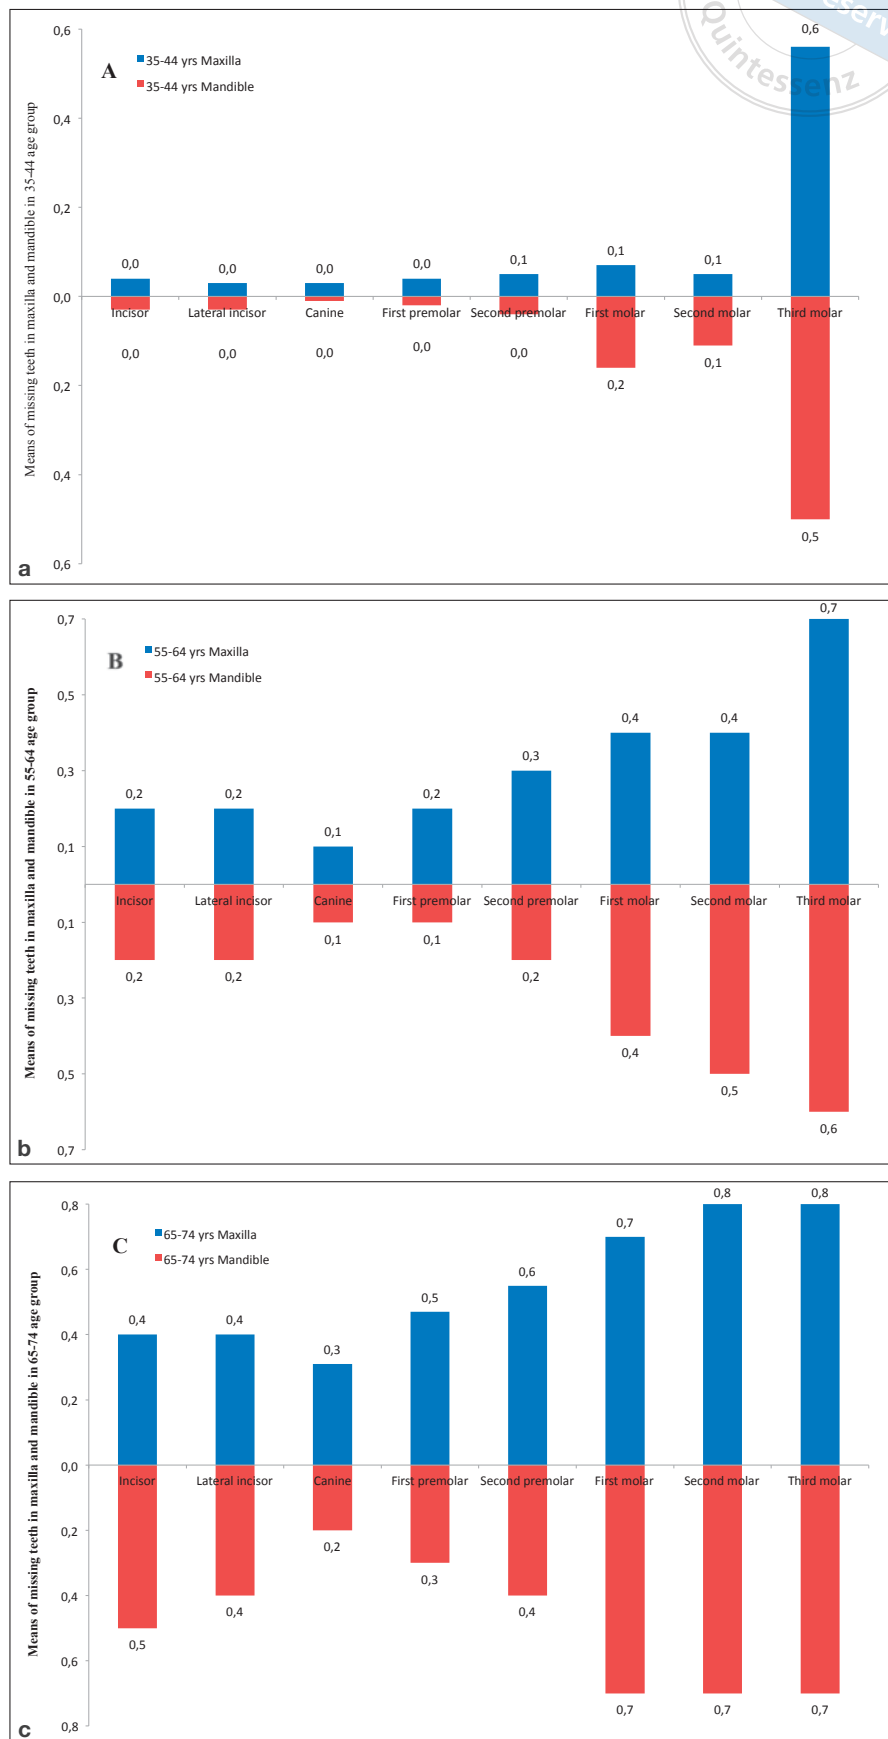 Quintessenz
0,6
A
35-44 yrs Maxilla
35-44 yrs Mandible
Means of missing teeth in maxilla and mandible in 35-44 age group
0,6
0,4
0,2
0,0
0,2
0,4
0,6
0,0 0,0 0,0 0,0 0,1 0,1 0,1
Incisor Lateral incisor Canine First premolar Second premolar First molar Second molar Third molar
0,0 0,0 0,0 0,0 0,0 0,2 0,1 0,5
a
0,7
B
55-64 yrs Maxilla
55-64 yrs Mandible
Means of missing teeth in maxilla and mandible in 55-64 age group
0,7
0,5
0,3
0,1
0,1
0,3
0,5
0,7
0,2 0,2 0,1 0,2 0,3 0,4 0,4
Incisor Lateral incisor Canine First premolar Second premolar First molar Second molar Third molar
0,2 0,2 0,1 0,1 0,2 0,4 0,5 0,6
b
0,8 0,8
C
65-74 yrs Maxilla
65-74 yrs Mandible
Means of missing teeth in maxilla and mandible in 65-74 age group
0,8
0,6
0,4
0,2
0,0
0,2
0,4
0,6
0,8
0,4 0,4 0,3 0,5 0,6 0,7
Incisor Lateral incisor Canine First premolar Second premolar First molar Second molar Third molar
0,5 0,4 0,2 0,3 0,4 0,7 0,7 0,7
c